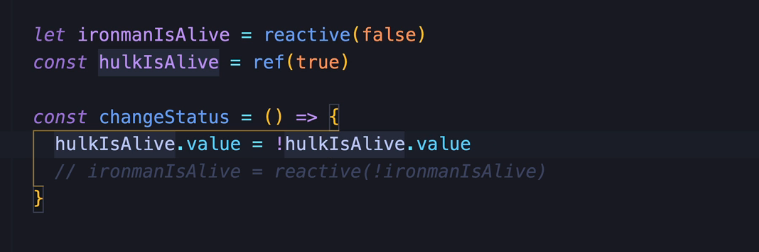 let ironmanIsAlive = reactive(false)
const hulkIsAlive = ref(true)
const changeStatus = () => {
hulkIsAlive.value = !hulkIsAlive.value
// ironmanIsAlive = reactive(!ironmanIsAlive)
}